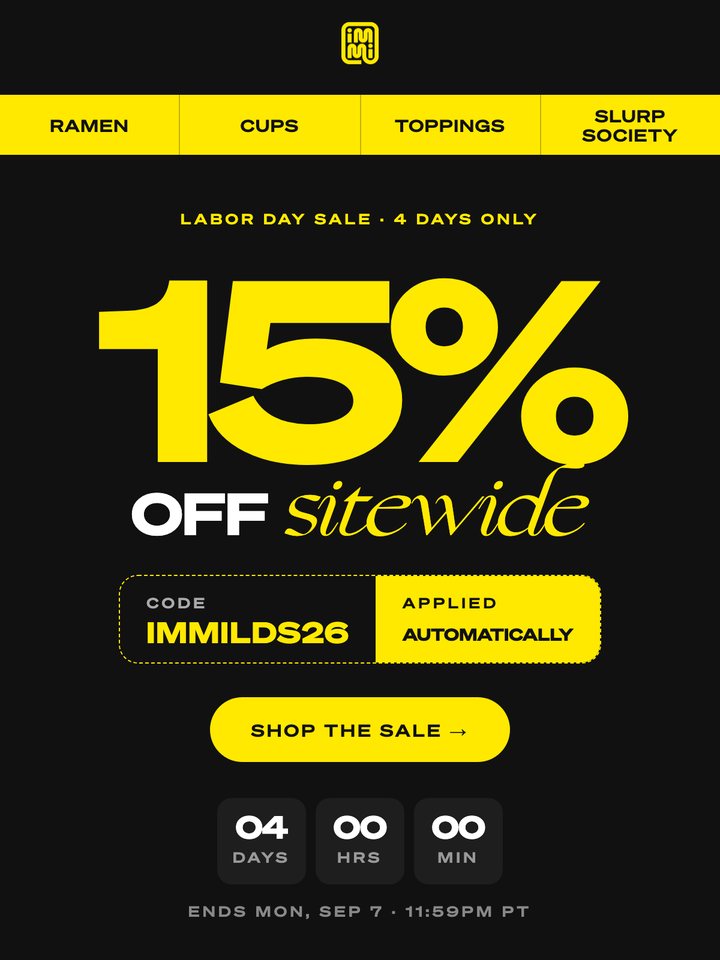 immi
RAMEN
CUPS
TOPPINGS
SLURP
SOCIETY
LABOR DAY SALE · 4 DAYS ONLY
15%
OFF sitewide
CODE
IMMILDS26
APPLIED
AUTOMATICALLY
SHOP THE SALE →
04
DAYS
00
HRS
00
MIN
ENDS MON, SEP 7 · 11:59PM PT